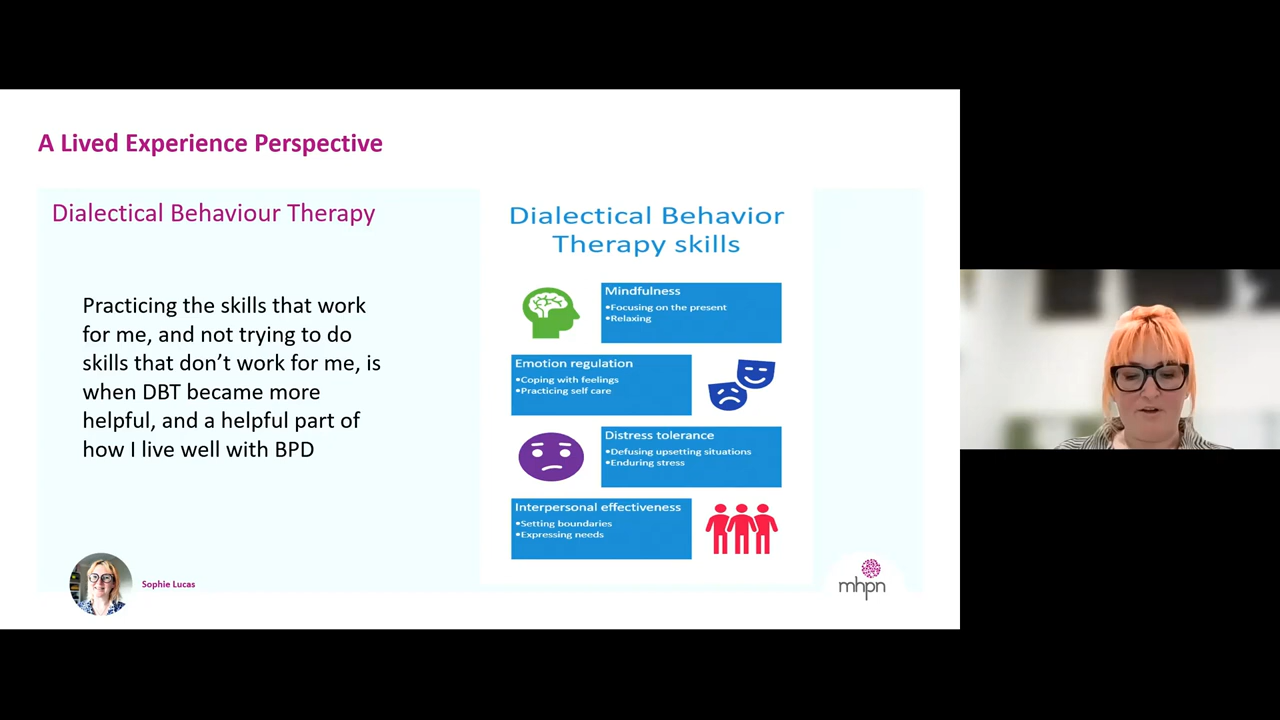 A Lived Experience Perspective
Dialectical Behaviour Therapy
Practicing the skills that work
for me, and not trying to do
skills that don’t work for me, is
when DBT became more
helpful, and a helpful part of
how I live well with BPD
Dialectical Behavior
Therapy skills
Mindfulness
•Focusing on the present
•Relaxing
Emotion regulation
•Coping with feelings
•Practicing self care
Distress tolerance
•Defusing upsetting situations
•Enduring stress
Interpersonal effectiveness
•Setting boundaries
•Expressing needs
Sophie Lucas
mhpn